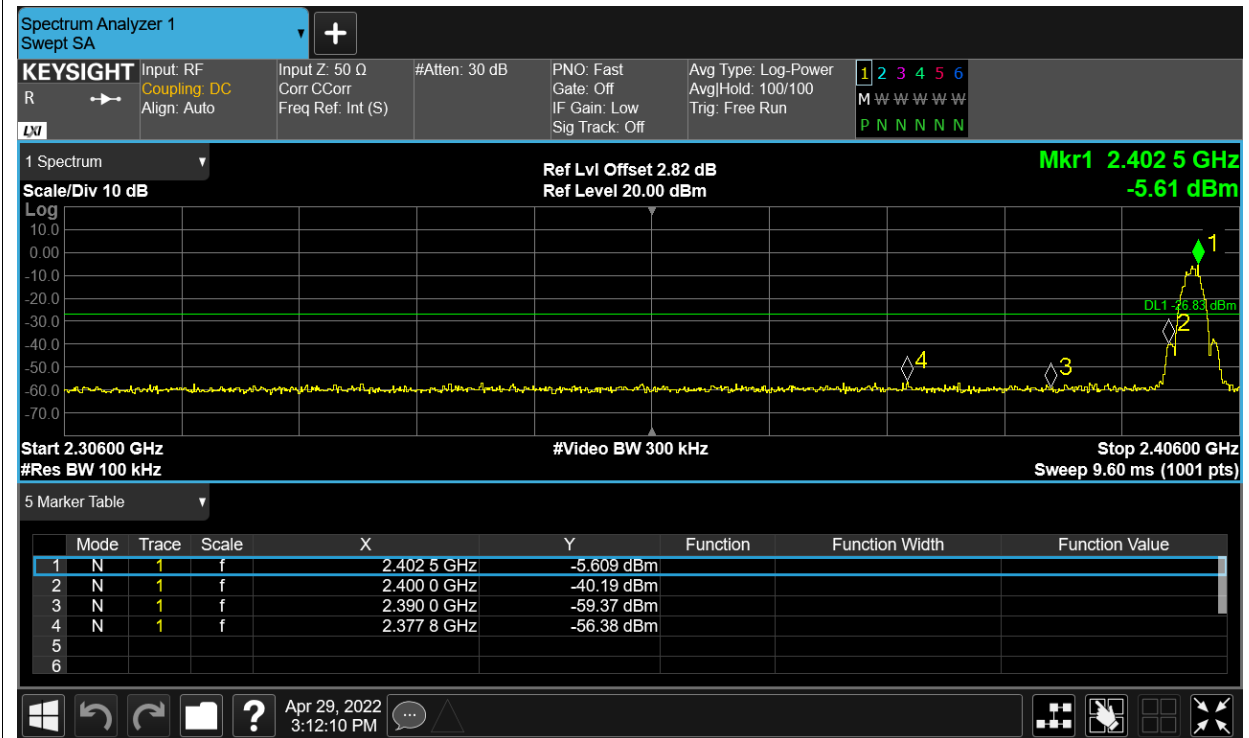 Spectrum Analyzer 1
Swept SA
KEYSIGHT Input: RF Input Z: 50 Ω #Atten: 30 dB PNO: Fast Avg Type: Log-Power 1 2 3 4 5 6
R Coupling: DC Corr CCorr Gate: Off Avg|Hold: 100/100 M W W W W W
Align: Auto Freq Ref: Int (S) IF Gain: Low Trig: Free Run
LXI Sig Track: Off P N N N N N
1 Spectrum Ref Lvl Offset 2.82 dB Mkr1 2.402 5 GHz
Scale/Div 10 dB Ref Level 20.00 dBm -5.61 dBm
Log
10.0
1
0.00
-10.0
-20.0
DL1 -26.83 dBm
-30.0
2
-40.0
4
3
-50.0
-60.0
-70.0
Start 2.30600 GHz #Video BW 300 kHz Stop 2.40600 GHz
#Res BW 100 kHz Sweep 9.60 ms (1001 pts)
5 Marker Table
Mode Trace Scale X Y Function Function Width Function Value
1 N 1 f 2.402 5 GHz -5.609 dBm
2 N 1 f 2.400 0 GHz -40.19 dBm
3 N 1 f 2.390 0 GHz -59.37 dBm
4 N 1 f 2.377 8 GHz -56.38 dBm
5
6
? Apr 29, 2022
3:12:10 PM